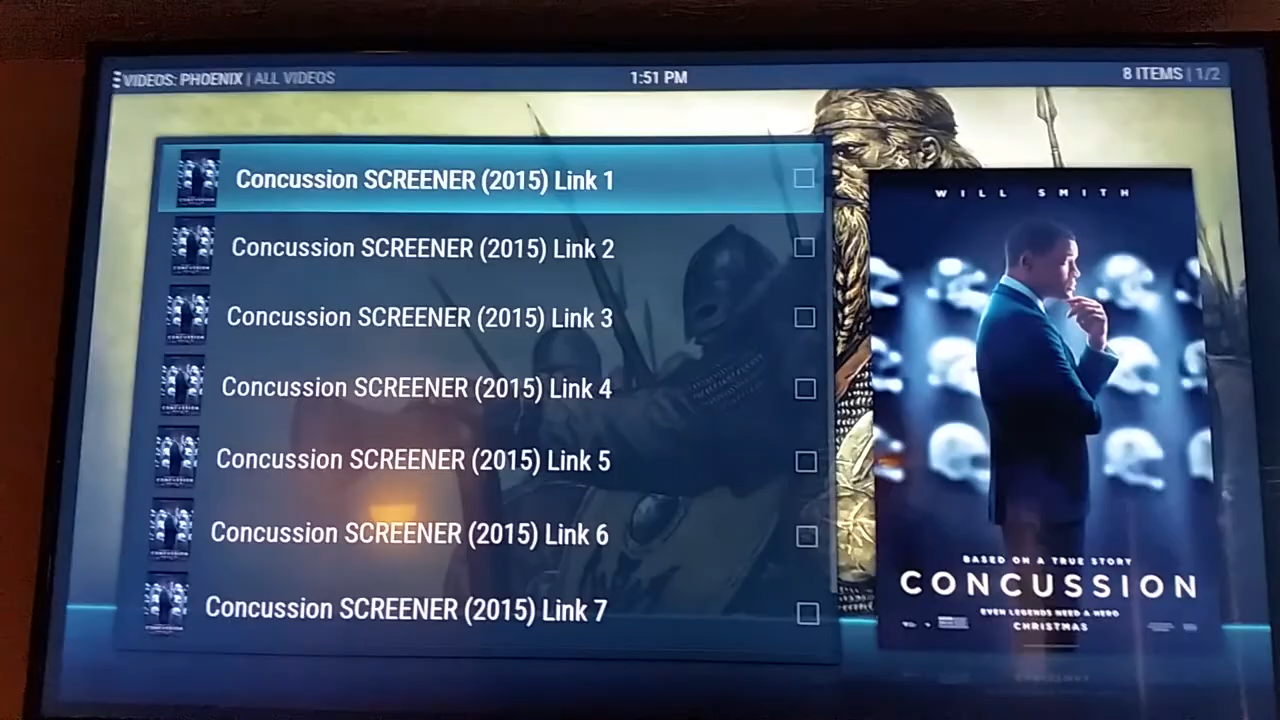 VIDEOS: PHOENIX | ALL VIDEOS
1:51 PM
8 ITEMS | 1/2
Concussion SCREENER (2015) Link 1
Concussion SCREENER (2015) Link 2
Concussion SCREENER (2015) Link 3
Concussion SCREENER (2015) Link 4
Concussion SCREENER (2015) Link 5
Concussion SCREENER (2015) Link 6
Concussion SCREENER (2015) Link 7
WILL SMITH
BASED ON A TRUE STORY
CONCUSSION
EVEN LEGENDS NEED A HERO
CHRISTMAS